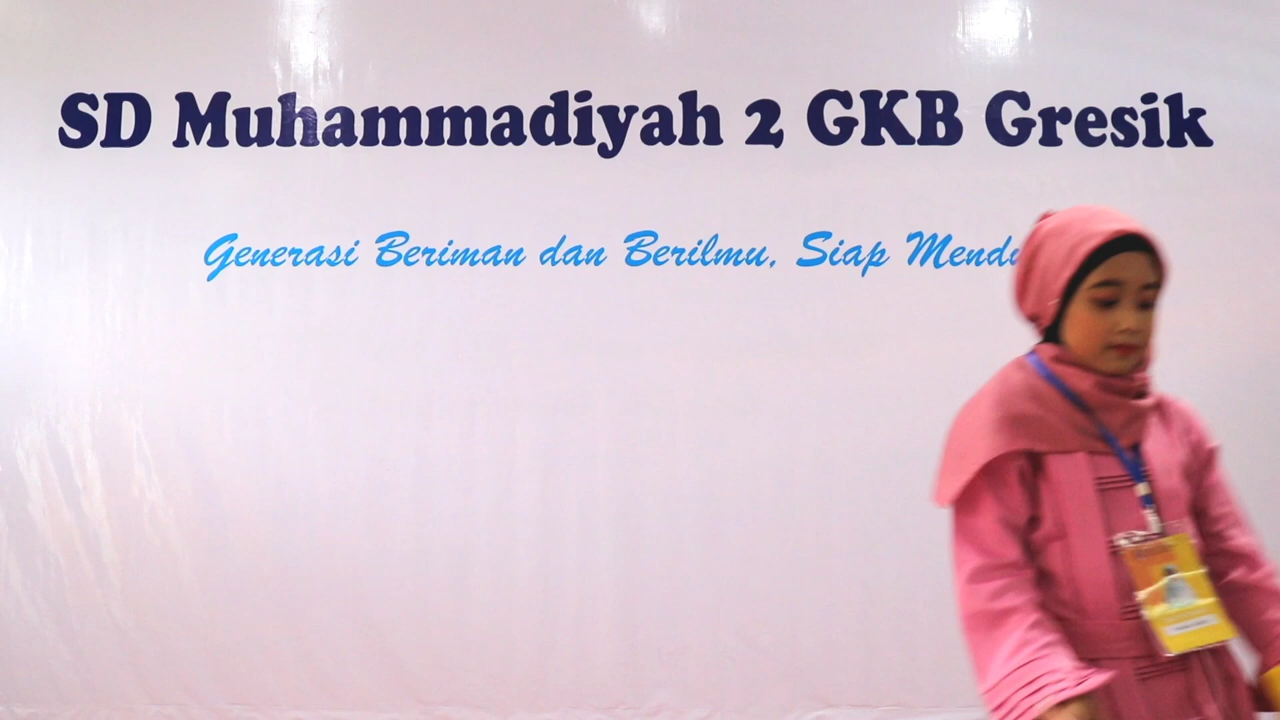 SD Muhammadiyah 2 GKB Gresik
Generasi Beriman dan Berilmu, Siap